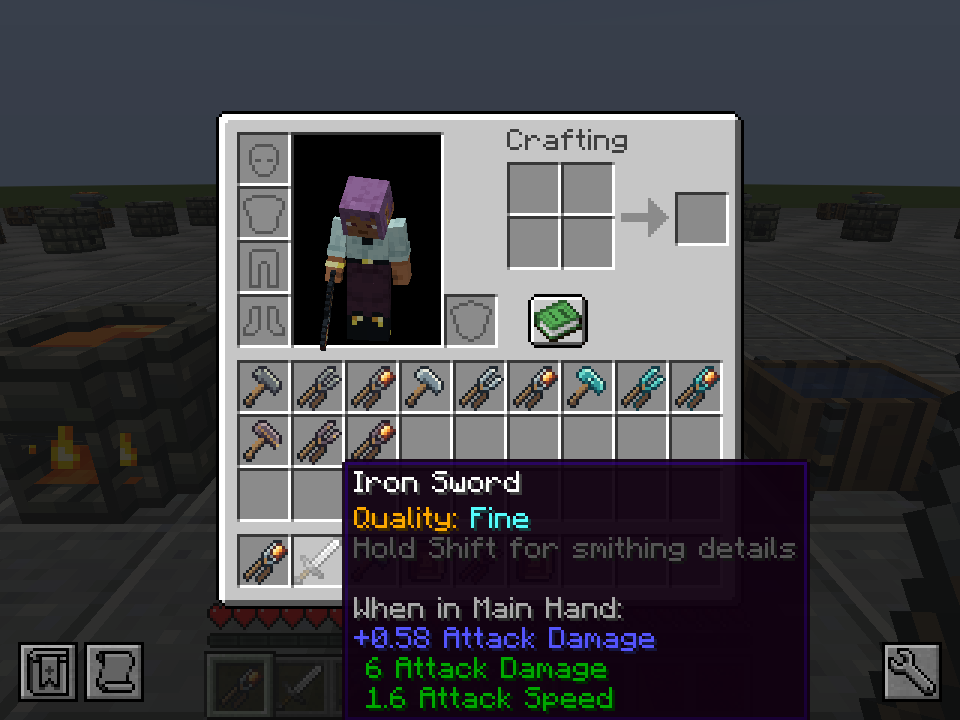 Crafting
Iron Sword
Quality: Fine
Hold Shift for smithing details
When in Main Hand:
+0.58 Attack Damage
6 Attack Damage
1.6 Attack Speed